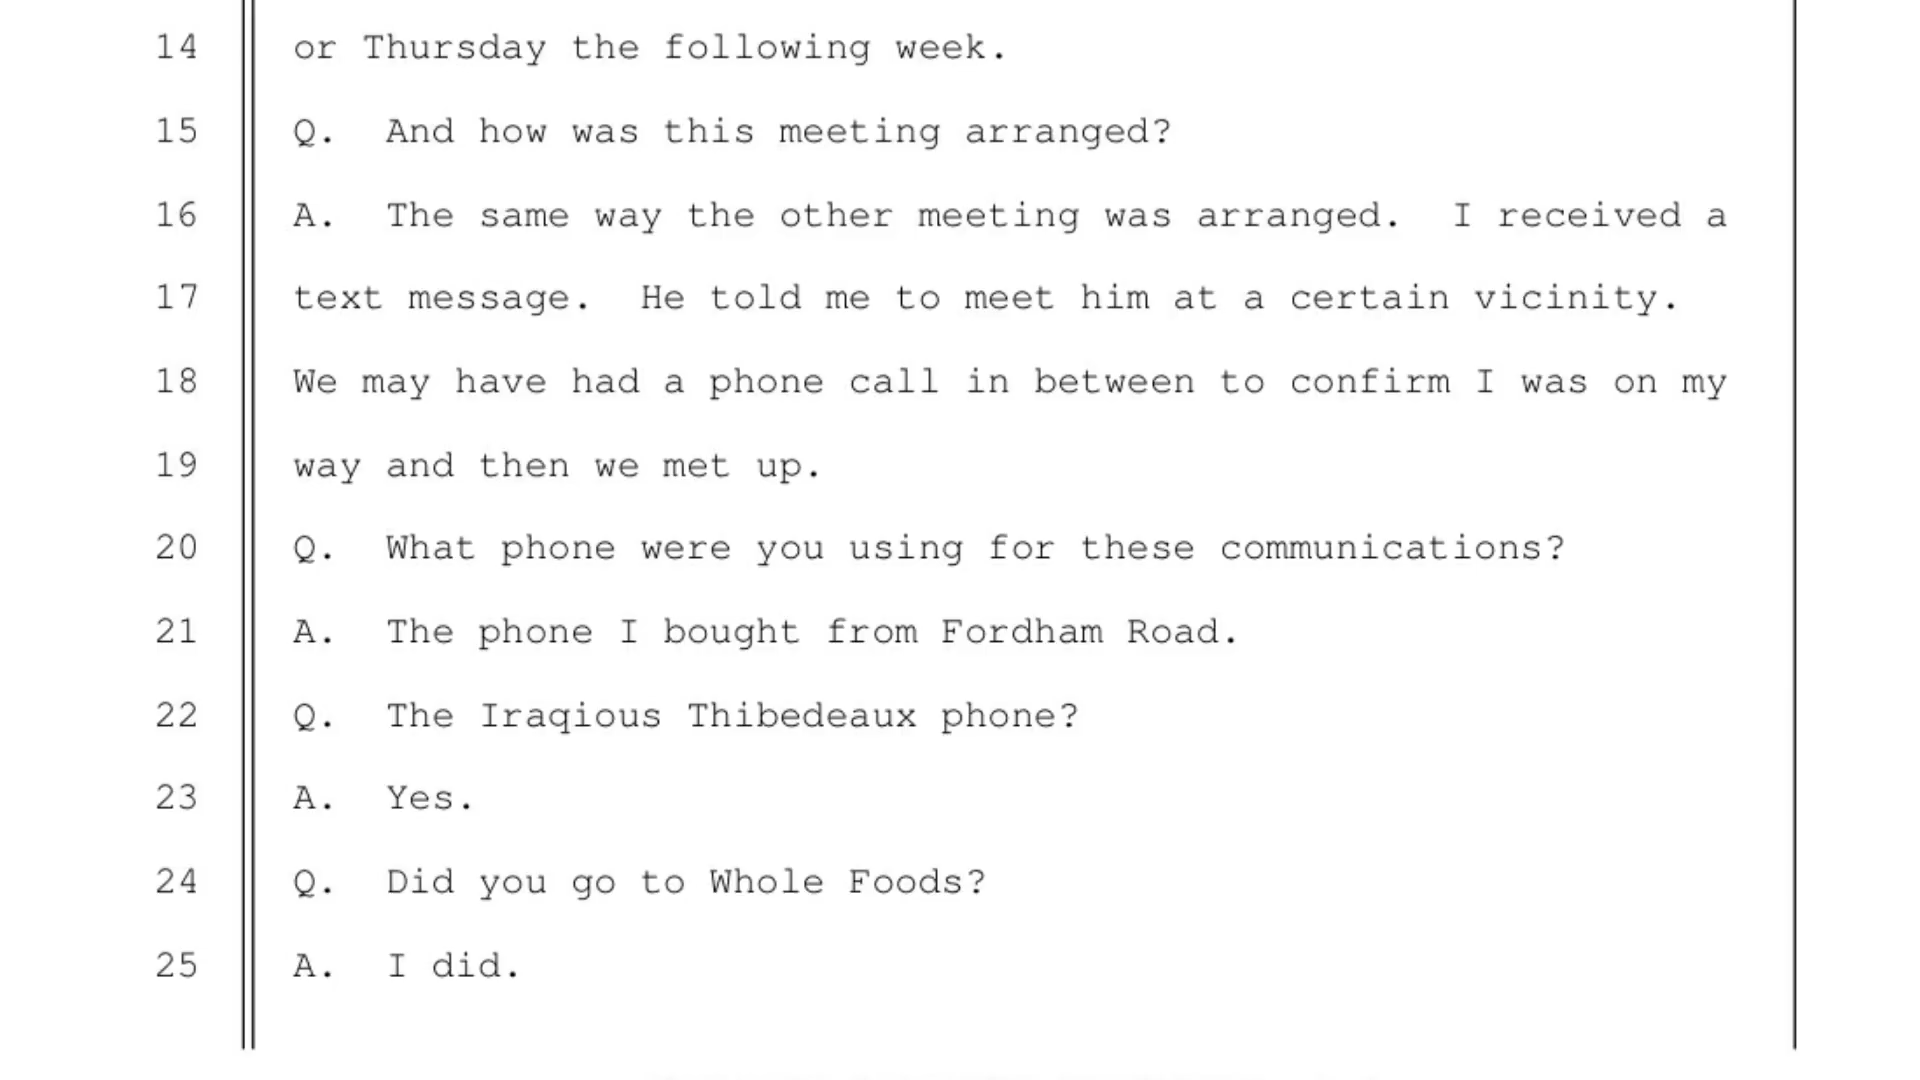 14 or Thursday the following week.
15 Q. And how was this meeting arranged?
16 A. The same way the other meeting was arranged. I received a
17 text message. He told me to meet him at a certain vicinity.
18 We may have had a phone call in between to confirm I was on my
19 way and then we met up.
20 Q. What phone were you using for these communications?
21 A. The phone I bought from Fordham Road.
22 Q. The Iraqious Thibedeaux phone?
23 A. Yes.
24 Q. Did you go to Whole Foods?
25 A. I did.